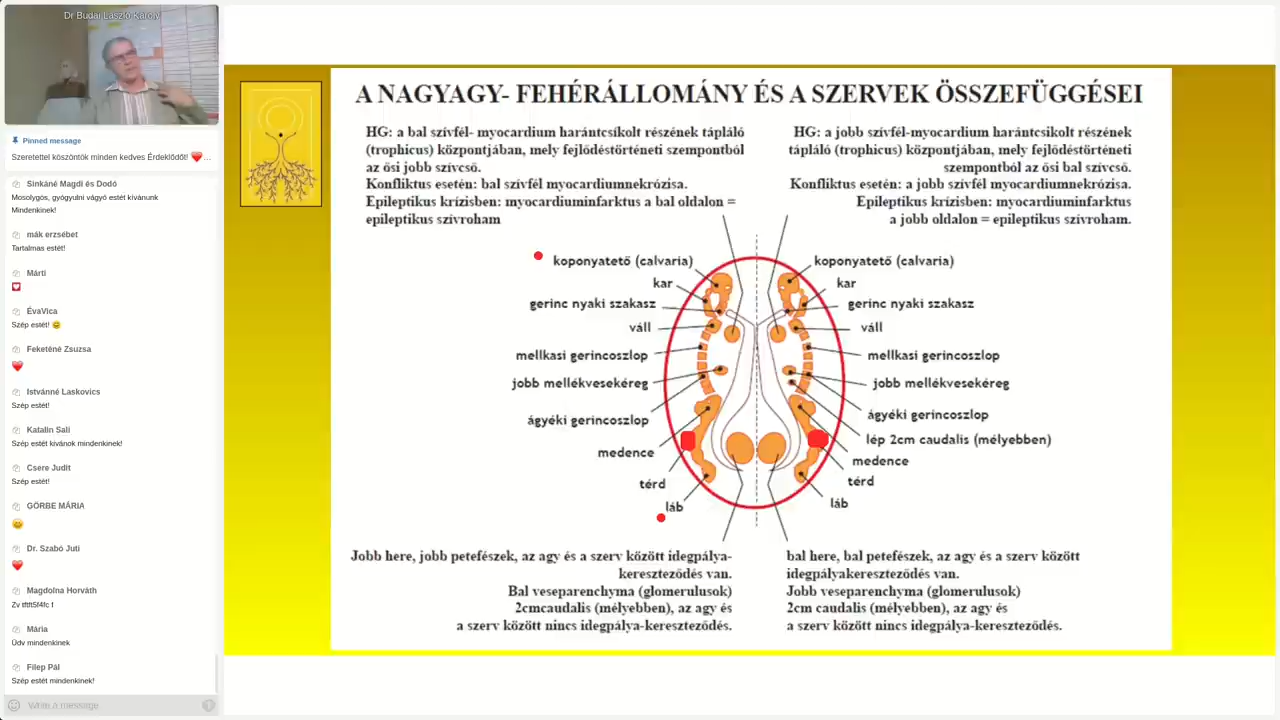 Dr Budai László Károly
Pinned message
Szeretettel köszöntök minden kedves Érdeklődőt! ❤️...
Sinkáné Magdi és Dodó
Mosolygós, gyógyulni vágyó estét kívánunk
Mindenkinek!
mák erzsébet
Tartalmas estét!
Márti
ÉvaVica
Szép estét! 😊
Feketéné Zsuzsa
❤️
Istvánné Laskovics
Szép estét!
Katalin Sali
Szép estét kivánok mindenkinek!
Csere Judit
Szép estét!
GÖRBE MÁRIA
😊
Dr. Szabó Juti
❤️
Magdolna Horváth
Zv tftft5f4fc f
Mária
Üdv mindenkinek
Filep Pál
Szép estét mindenkinek!
Write a message
A NAGYAGY- FEHÉRÁLLOMÁNY ÉS A SZERVEK ÖSSZEFÜGGÉSEI
HG: a bal szívfél- myocardium harántcsíkolt részének tápláló
(trophicus) központjában, mely fejlődéstörténeti szempontból
az ősi jobb szívcső.
Konfliktus esetén: bal szívfél myocardiumnekrózisa.
Epileptikus krízisben: myocardiuminfarktus a bal oldalon =
epileptikus szívroham
HG: a jobb szívfél-myocardium harántcsikolt részének
tápláló (trophicus) központjában, mely fejlődéstörténeti
szempontból az ősi bal szívcső.
Konfliktus esetén: a jobb szívfél myocardiumnekrózisa.
Epileptikus krízisben: myocardiuminfarktus
a jobb oldalon = epileptikus szívroham.
koponyatető (calvaria)
kar
gerinc nyaki szakasz
váll
mellkasi gerincoszlop
jobb mellékvesekéreg
ágyéki gerincoszlop
medence
térd
láb
koponyatető (calvaria)
kar
gerinc nyaki szakasz
váll
mellkasi gerincoszlop
jobb mellékvesekéreg
ágyéki gerincoszlop
lép 2cm caudalis (mélyebben)
medence
térd
láb
Jobb here, jobb petefészek, az agy és a szerv között idegpálya-
kereszteződés van.
Bal veseparenchyma (glomerulusok)
2cmcaudalis (mélyebben), az agy és
a szerv között nincs idegpálya-kereszteződés.
bal here, bal petefészek, az agy és a szerv között
idegpályakereszteződés van.
Jobb veseparenchyma (glomerulusok)
2cm caudalis (mélyebben), az agy és
a szerv között nincs idegpálya-kereszteződés.